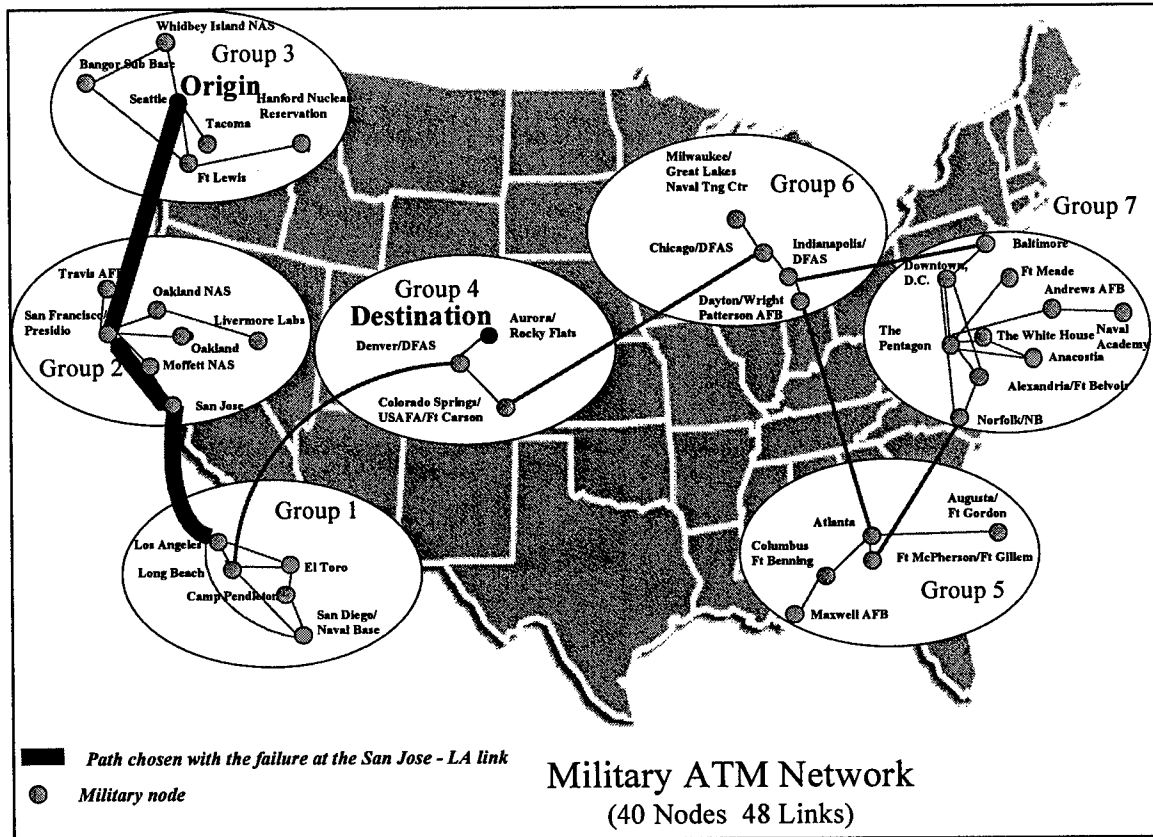 Whidbey Island NAS
Group 3
Bangor Sub Base
Origin
Seattle
Hanford Nuclear
Reservation
Tacoma
Ft Lewis
Travis AFB
Oakland NAS
San Francisco/
Presidio
Livermore Labs
Oakland
Group 2
Moffett NAS
San Jose
Group 4
Destination
Aurora/
Rocky Flats
Denver/DFAS
Colorado Springs/
USAFA/Ft Carson
Milwaukee/
Great Lakes
Naval Tng Ctr
Group 6
Chicago/DFAS
Indianapolis/
DFAS
Dayton/Wright
Patterson AFB
Group 7
Baltimore
Downtown,
D.C.
Ft Meade
Andrews AFB
The
Pentagon
The White House
Naval
Academy
Anacostia
Alexandria/Ft Belvoir
Norfolk/NB
Group 1
Los Angeles
Long Beach
El Toro
Camp Pendleton
San Diego/
Naval Base
Augusta/
Ft Gordon
Atlanta
Columbus
Ft Benning
Ft McPherson/Ft Gillem
Group 5
Maxwell AFB
Path chosen with the failure at the San Jose - LA link
Military node
Military ATM Network
(40 Nodes 48 Links)